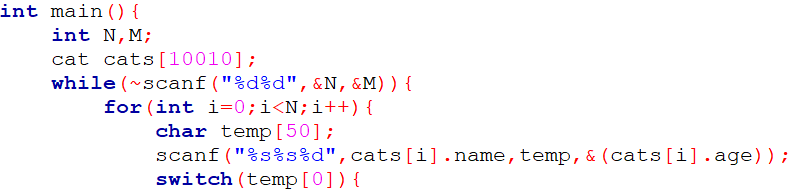 int main(){
    int N,M;
    cat cats[10010];
    while(~scanf("%d%d",&N,&M)){
        for(int i=0;i<N;i++){
            char temp[50];
            scanf("%s%s%d",cats[i].name,temp,&(cats[i].age));
            switch(temp[0]){